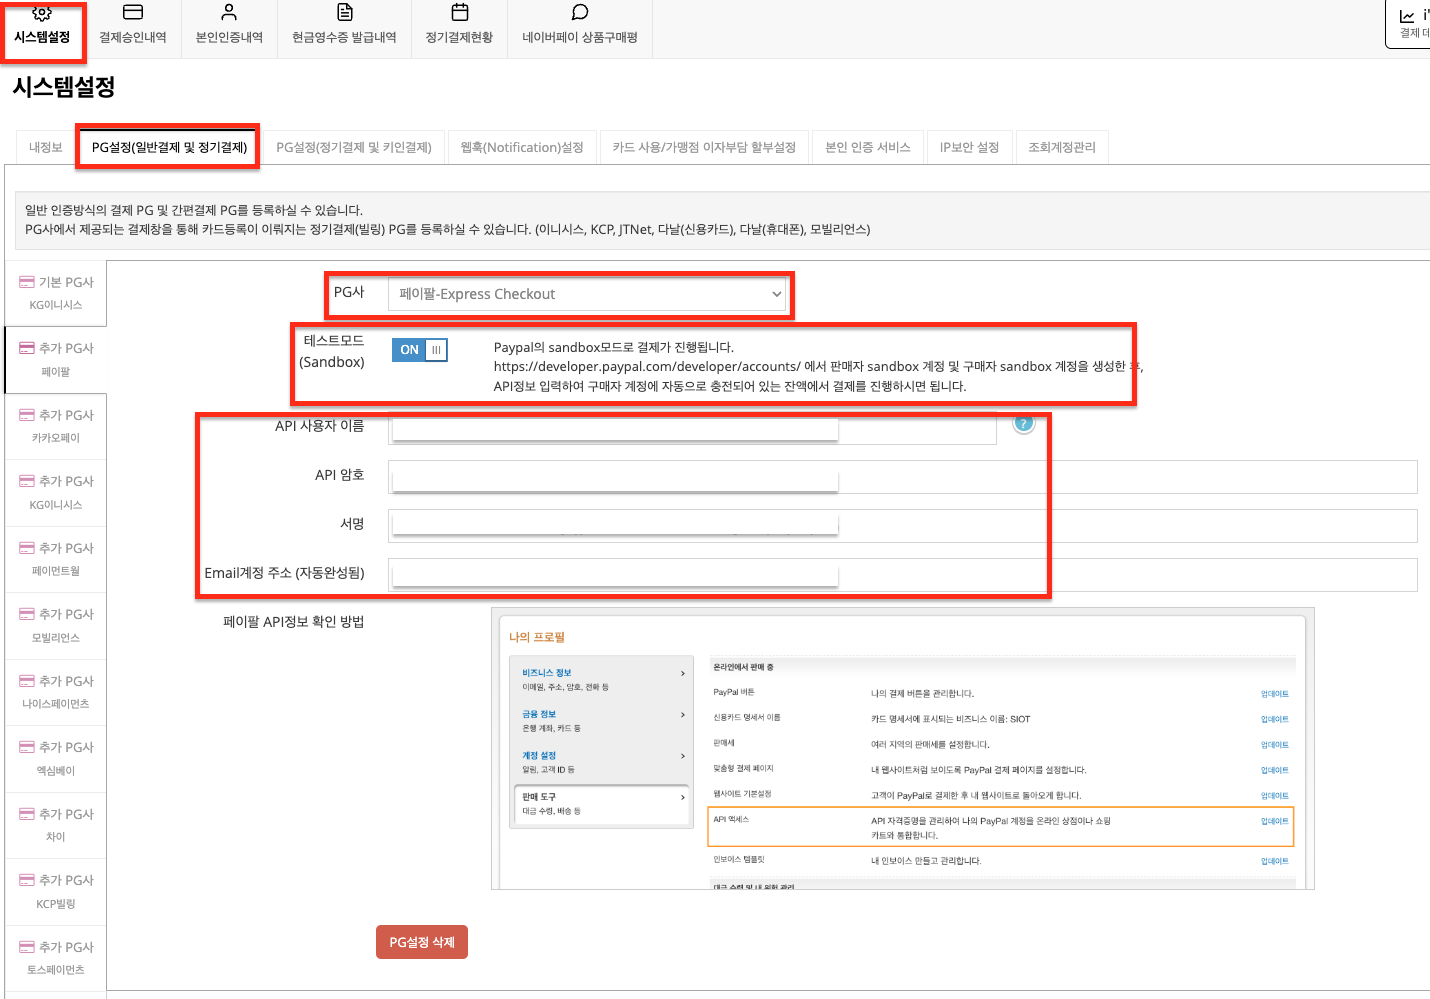 시스템설정
결제승인내역
본인인증내역
현금영수증 발급내역
정기결제현황
네이버페이 상품구매평
결제 데
시스템설정
내정보
PG설정(일반결제 및 정기결제)
PG설정(정기결제 및 키인결제)
웹훅(Notification)설정
카드 사용/가맹점 이자부담 할부설정
본인 인증 서비스
IP보안 설정
조회계정관리
일반 인증방식의 결제 PG 및 간편결제 PG를 등록하실 수 있습니다.
PG사에서 제공되는 결제창을 통해 카드등록이 이뤄지는 정기결제(빌링) PG를 등록하실 수 있습니다. (이니시스, KCP, JTNet, 다날(신용카드), 다날(휴대폰), 모빌리언스)
기본 PG사
KG이니시스
추가 PG사
페이팔
추가 PG사
카카오페이
추가 PG사
KG이니시스
추가 PG사
페이먼트월
추가 PG사
모빌리언스
추가 PG사
나이스페이먼츠
추가 PG사
엑심베이
추가 PG사
차이
추가 PG사
KCP빌링
추가 PG사
토스페이먼츠
PG사
페이팔-Express Checkout
테스트모드
(Sandbox)
ON
Paypal의 sandbox모드로 결제가 진행됩니다.
https://developer.paypal.com/developer/accounts/ 에서 판매자 sandbox 계정 및 구매자 sandbox 계정을 생성한 후,
API정보 입력하여 구매자 계정에 자동으로 충전되어 있는 잔액에서 결제를 진행하시면 됩니다.
API 사용자 이름
?
API 암호
서명
Email계정 주소 (자동완성됨)
페이팔 API정보 확인 방법
나의 프로필
비즈니스 정보
이메일, 주소, 암호, 전화 등
금융 정보
은행 계좌, 카드 등
계정 설정
알림, 고객 ID 등
판매 도구
대금 수령, 배송 등
온라인에서 판매 중
PayPal 버튼
나의 결제 버튼을 관리합니다.
업데이트
신용카드 명세서 이름
카드 명세서에 표시되는 비즈니스 이름: SIOT
업데이트
판매세
여러 지역의 판매세를 설정합니다.
업데이트
맞춤형 결제 페이지
내 웹사이트처럼 보이도록 PayPal 결제 페이지를 설정합니다.
업데이트
웹사이트 기본설정
고객이 PayPal로 결제한 후 내 웹사이트로 돌아오게 합니다.
업데이트
API 액세스
API 자격증명을 관리하여 나의 PayPal 계정을 온라인 상점이나 쇼핑
카트와 통합합니다.
업데이트
인보이스 템플릿
내 인보이스 만들고 관리합니다.
업데이트
대금 수령 및 내 위험 관리
PG설정 삭제